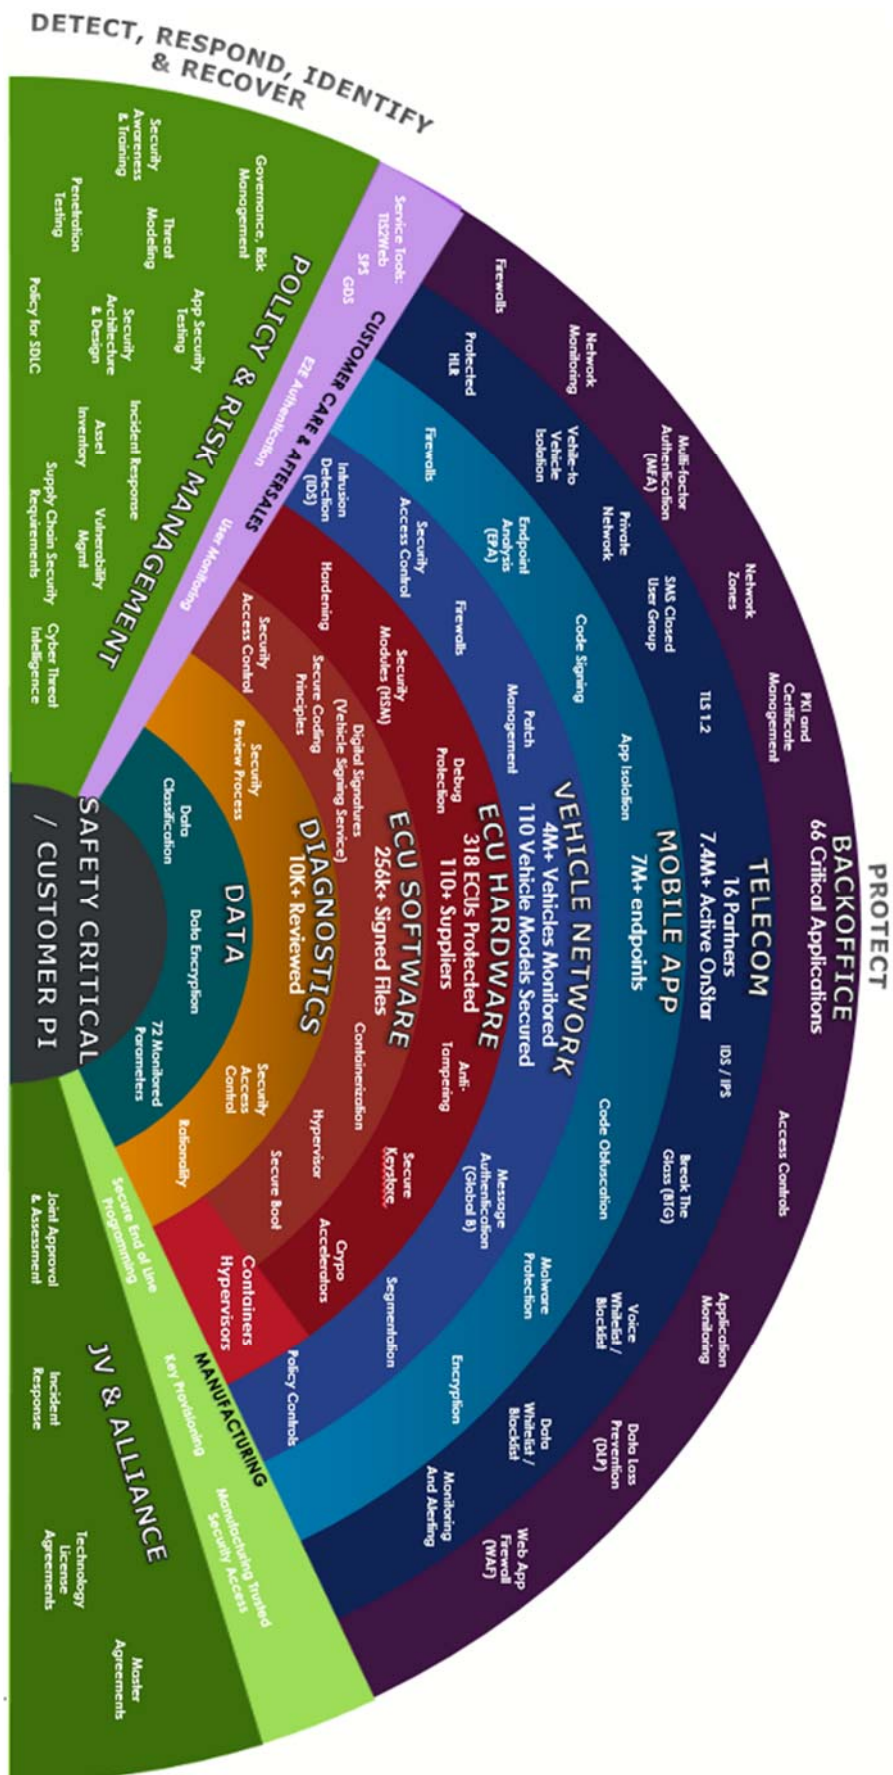 DETECT, RESPOND, IDENTIFY
& RECOVER
PROTECT
Security
Awareness
& Training
Penetration
Testing
Policy for SDLC
Governance, Risk
Management
Threat
Modeling
App Security
Testing
Security
Architecture
& Design
Incident Response
Asset
Inventory
Vulnerability
Mgmt
Supply Chain Security
Requirements
Cyber Threat
Intelligence
POLICY & RISK MANAGEMENT
Service Tools:
TIS2Web
SPS
GDS
E2E Authentication
User Monitoring
CUSTOMER CARE & AFTERSALES
BACKOFFICE
66 Critical Applications
Firewalls
Network
Monitoring
Multi-factor
Authentication
(MFA)
Network
Zones
PKI and
Certificate
Management
Access Controls
Application
Monitoring
Data Loss
Prevention
(DLP)
Web App
Firewall
(WAF)
TELECOM
16 Partners
7.4M+ Active OnStar
Protected
HLR
Vehile-to
Vehicle
Isolation
Private
Network
SMS Closed
User Group
TLS 1.2
IDS / IPS
Break The
Glass (BTG)
Voice
Whitelist /
Blacklist
Data
Whitelist /
Blacklist
Monitoring
And Alerting
MOBILE APP
7M+ endpoints
Firewalls
Endpoint
Analysis
(EPA)
Code Signing
App Isolation
Code Obfuscation
Malware
Protection
Encryption
VEHICLE NETWORK
4M+ Vehicles Monitored
110 Vehicle Models Secured
Intrusion
Detection
(IDS)
Security
Access Control
Firewalls
Patch
Management
Message
Authentication
(Global B)
Segmentation
Policy Controls
ECU HARDWARE
318 ECUs Protected
110+ Suppliers
Hardening
Security
Modules (HSM)
Debug
Protection
Anti-
Tampering
Secure
Keystore
Crypo
Accelerators
ECU SOFTWARE
256k+ Signed Files
Security
Access Control
Secure Coding
Principles
Digital Signatures
(Vehicle Signing Service)
Containerization
Hypervisor
Secure Boot
Containers
Hypervisors
DIAGNOSTICS
10K+ Reviewed
Security
Review Process
Security
Access
Control
Rationality
DATA
Data
Classification
Data Encryption
72 Monitored
Parameters
SAFETY CRITICAL
/ CUSTOMER PI
MANUFACTURING
Secure End of Line
Programming
Key Provisioning
Manufacturing Trusted
Security Access
JV & ALLIANCE
Joint Approval
& Assessment
Incident
Response
Technology
License
Agreements
Master
Agreements